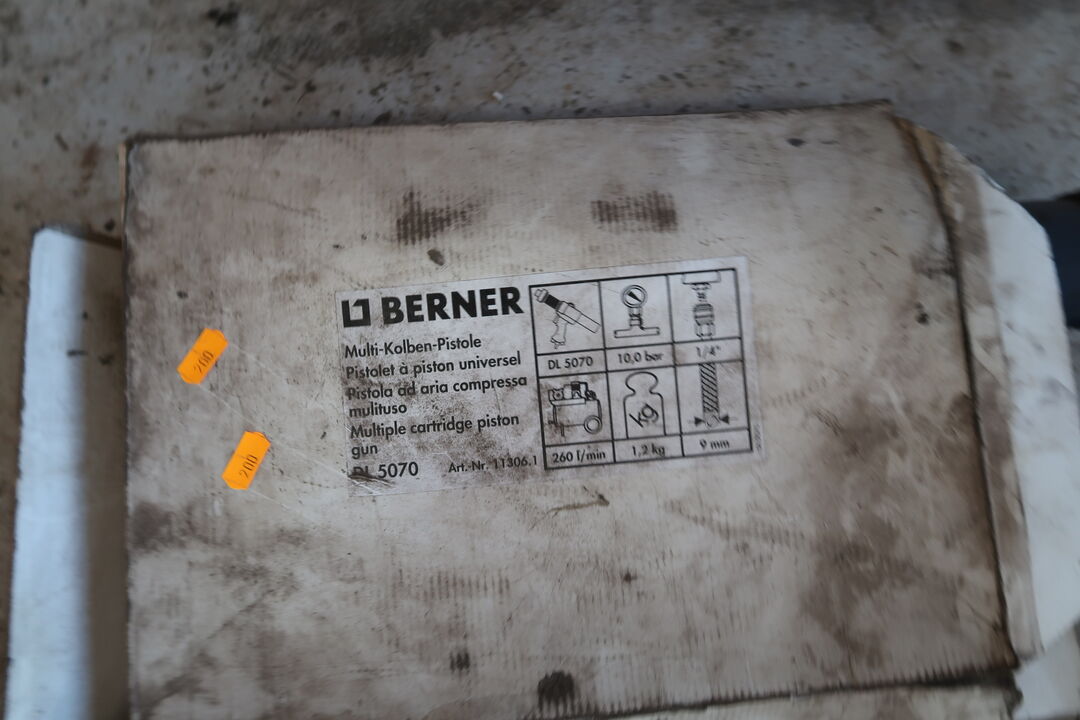 BERNER
Multi-Kolben-Pistole
Pistolet à piston universel
Pistola ad aria compressa
mulituso
Multiple cartridge piston
gun
DL 5070 Art.-Nr. 11306.1
DL 5070 10,0 bar 1/4"
kg
260 l/min 1,2 kg 9 mm
200
200